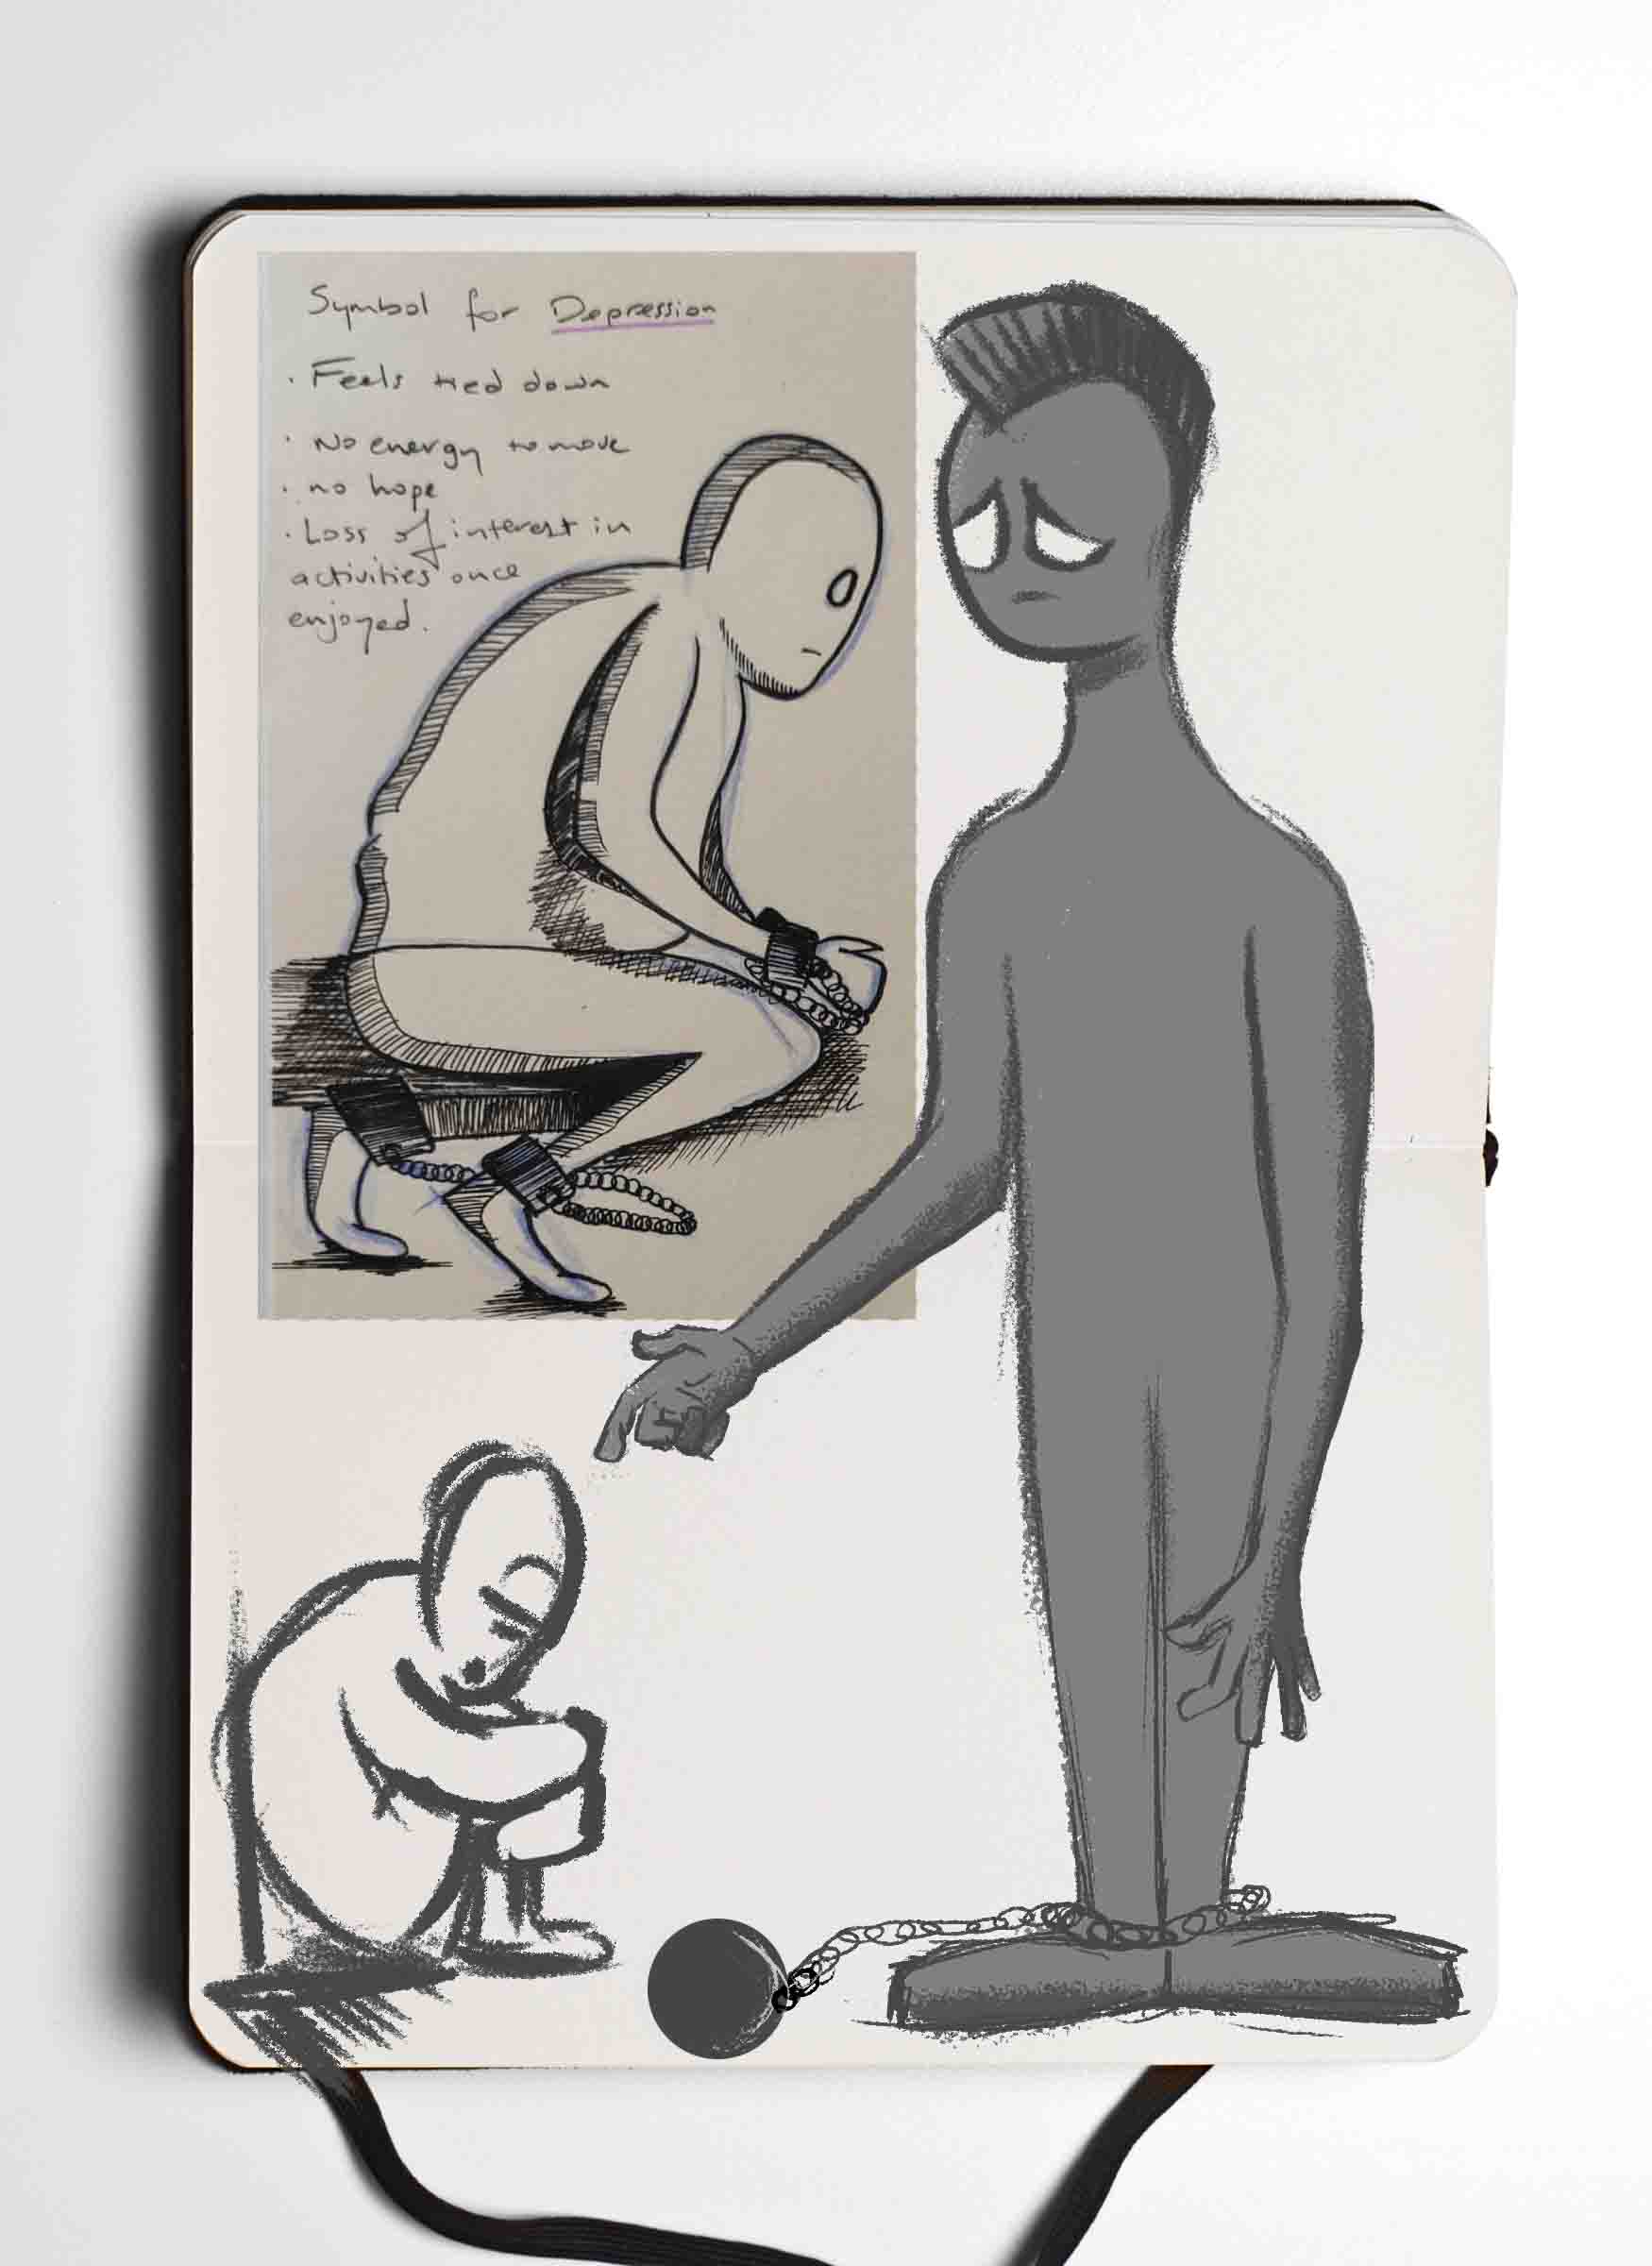 Symbol for Depression
· Feels tied down
· No energy to move
· no hope
· Loss of interest in
activities once
enjoyed.